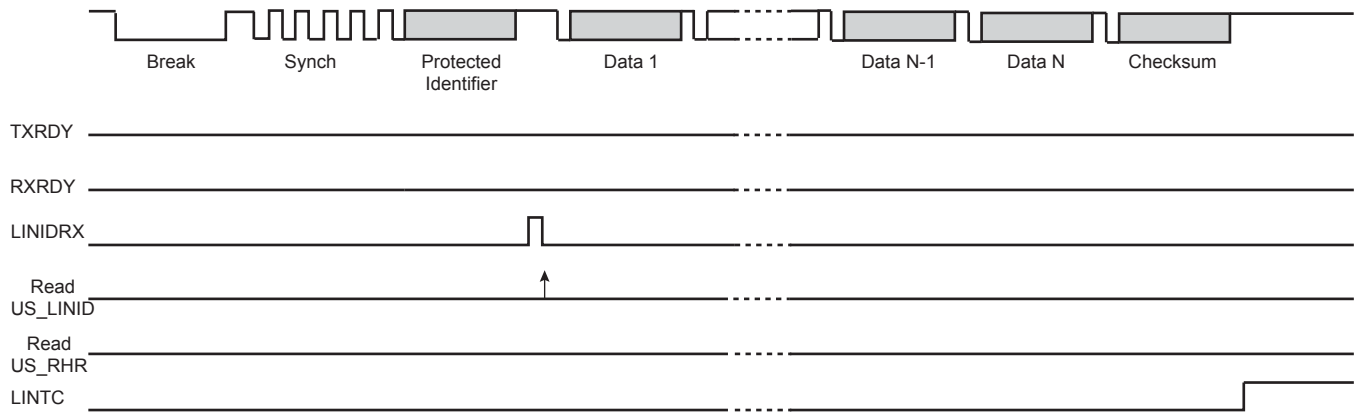 Break
Synch
Protected
Identifier
Data 1
Data N-1
Data N
Checksum
TXRDY
RXRDY
LINIDRX
Read
US_LINID
Read
US_RHR
LINTC